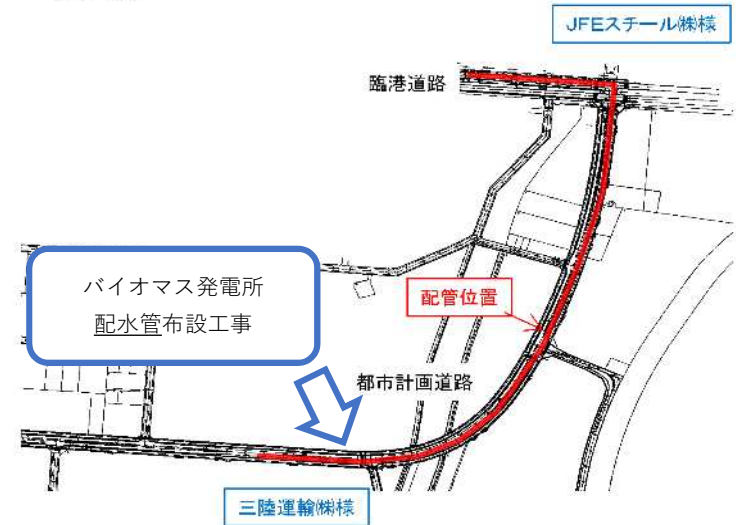 JFEスチール㈱様
臨港道路
バイオマス発電所
配水管布設工事
配管位置
都市計画道路
三陸運輸㈱様